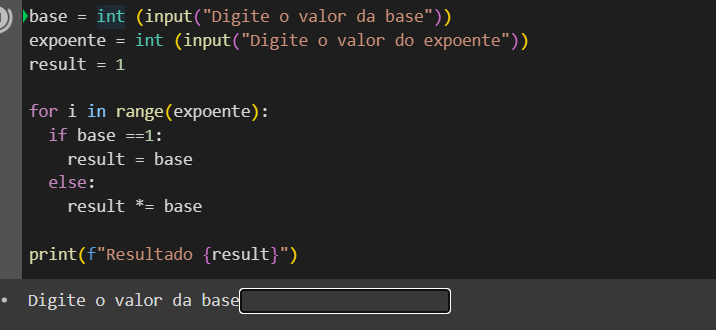 base = int (input("Digite o valor da base"))
expoente = int (input("Digite o valor do expoente"))
result = 1
for i in range(expoente):
  if base ==1:
    result = base
  else:
    result *= base
print(f"Resultado {result}")
Digite o valor da base